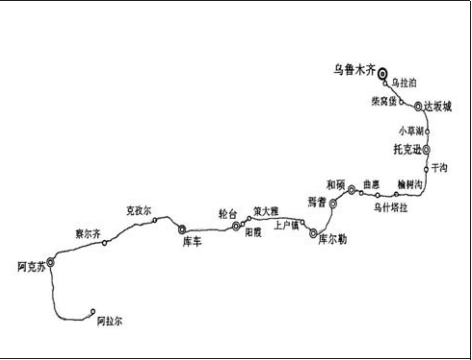 乌鲁木齐
乌拉泊
柴窝堡
达坂城
小草湖
托克逊
干沟
榆树沟
乌什塔拉
曲惠
和硕
焉耆
库尔勒
上户镇
策大雅
阳霞
轮台
库车
克孜尔
察尔齐
阿克苏
阿拉尔